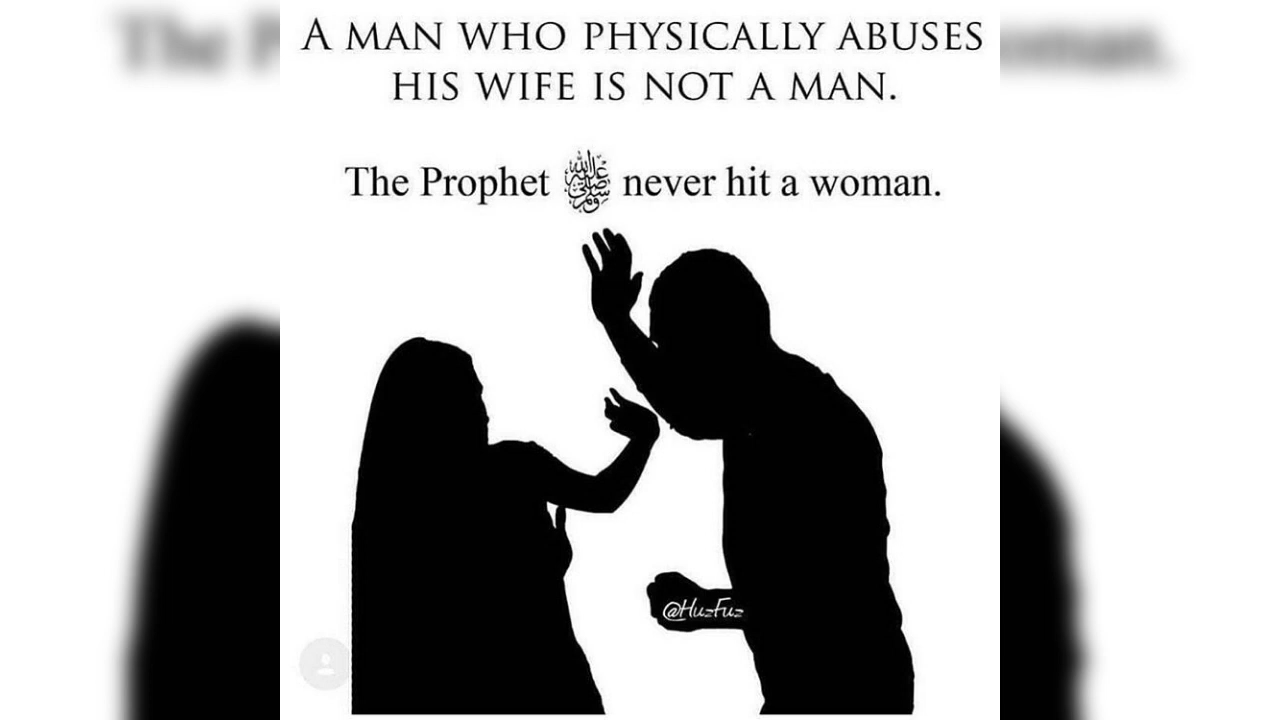 A MAN WHO PHYSICALLY ABUSES
HIS WIFE IS NOT A MAN.
The Prophet ﷺ never hit a woman.
@HuzFuz